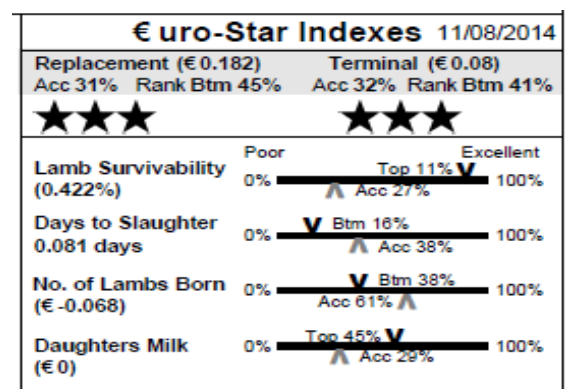 € uro-Star Indexes 11/08/2014
Replacement (€0.182) Terminal (€0.08)
Acc 31% Rank Btm 45% Acc 32% Rank Btm 41%
Poor Excellent
Lamb Survivability
(0.422%)
Top 11%
0% 100%
Acc 27%
Days to Slaughter
0.081 days
Btm 16%
0% 100%
Acc 38%
No. of Lambs Born
(€-0.068)
Btm 38%
0% 100%
Acc 61%
Daughters Milk
(€0)
Top 45%
0% 100%
Acc 29%